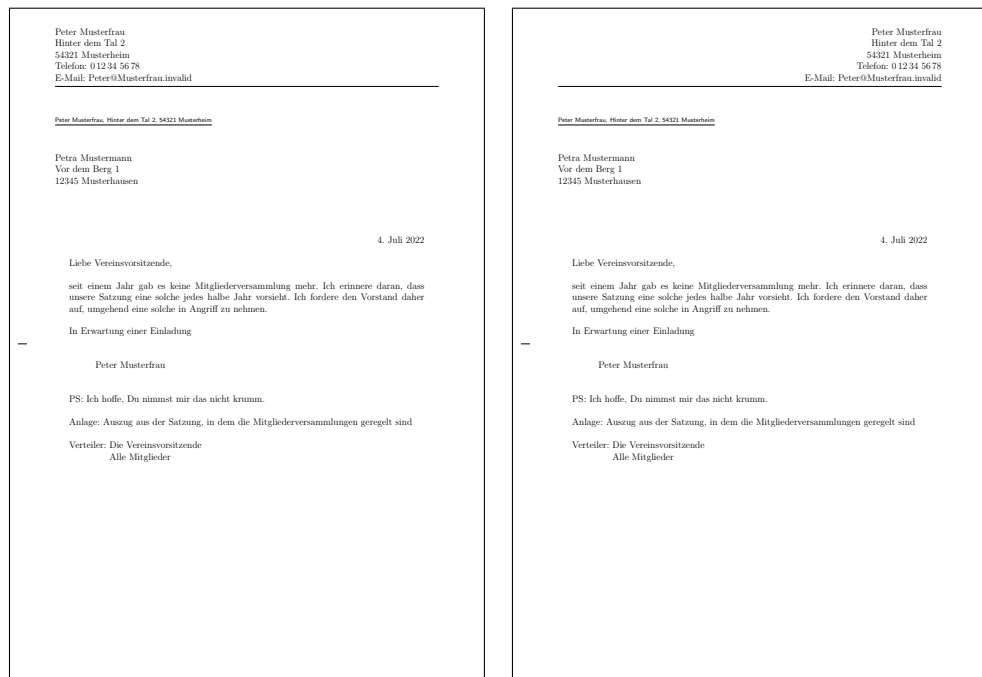 Peter Musterfrau
Hinter dem Tal 2
54321 Musterheim
Telefon: 0 12 34 56 78
E-Mail: Peter@Musterfrau.invalid
Peter Musterfrau, Hinter dem Tal 2, 54321 Musterheim
Petra Mustermann
Vor dem Berg 1
12345 Musterhausen
4. Juli 2022
Liebe Vereinsvorsitzende,
seit einem Jahr gab es keine Mitgliederversammlung mehr. Ich erinnere daran, dass
unsere Satzung eine solche jedes halbe Jahr vorsieht. Ich fordere den Vorstand daher
auf, umgehend eine solche in Angriff zu nehmen.
In Erwartung einer Einladung
Peter Musterfrau
PS: Ich hoffe, Du nimmst mir das nicht krumm.
Anlage: Auszug aus der Satzung, in dem die Mitgliederversammlungen geregelt sind
Verteiler: Die Vereinsvorsitzende
Alle Mitglieder
Peter Musterfrau
Hinter dem Tal 2
54321 Musterheim
Telefon: 0 12 34 56 78
E-Mail: Peter@Musterfrau.invalid
Peter Musterfrau, Hinter dem Tal 2, 54321 Musterheim
Petra Mustermann
Vor dem Berg 1
12345 Musterhausen
4. Juli 2022
Liebe Vereinsvorsitzende,
seit einem Jahr gab es keine Mitgliederversammlung mehr. Ich erinnere daran, dass
unsere Satzung eine solche jedes halbe Jahr vorsieht. Ich fordere den Vorstand daher
auf, umgehend eine solche in Angriff zu nehmen.
In Erwartung einer Einladung
Peter Musterfrau
PS: Ich hoffe, Du nimmst mir das nicht krumm.
Anlage: Auszug aus der Satzung, in dem die Mitgliederversammlungen geregelt sind
Verteiler: Die Vereinsvorsitzende
Alle Mitglieder